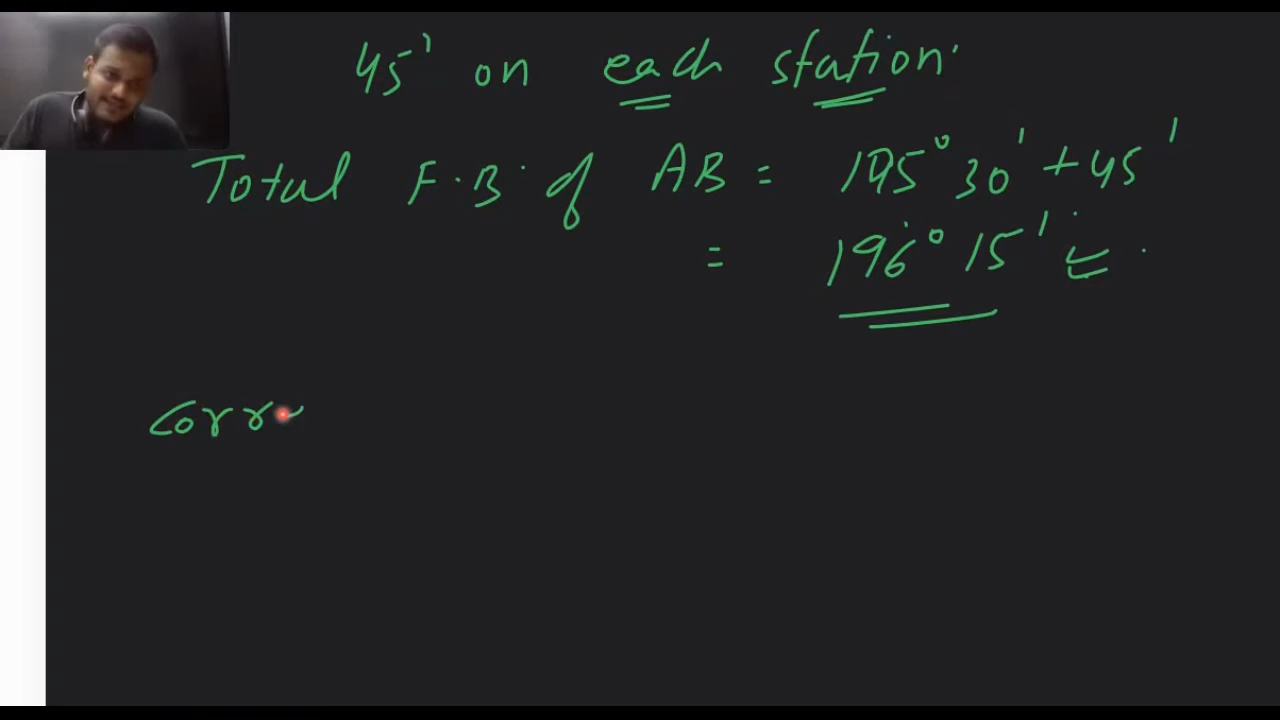 45' on each station.
Total F.B. of AB = 195° 30' + 45'
= 196° 15'
Corr